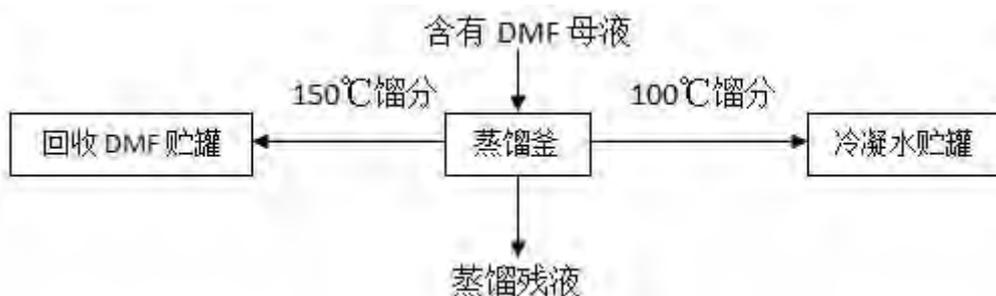 含有 DMF 母液
150℃馏分
100℃馏分
回收 DMF 贮罐
蒸馏釜
冷凝水贮罐
蒸馏残液